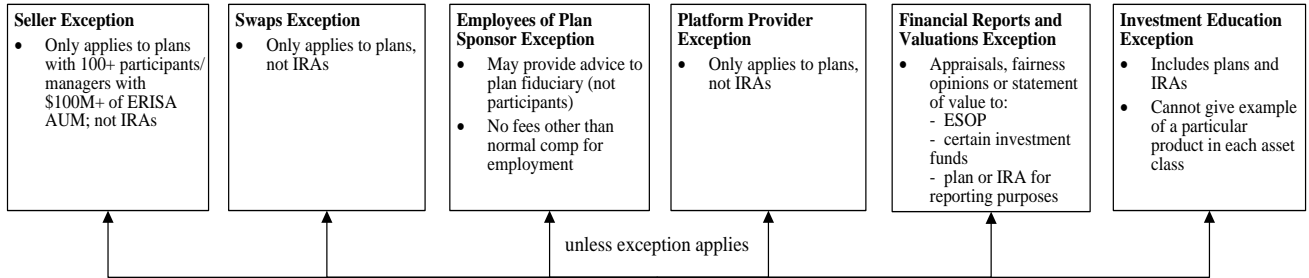 Seller Exception
• Only applies to plans
with 100+ participants/
managers with
$100M+ of ERISA
AUM; not IRAs
Swaps Exception
• Only applies to plans,
not IRAs
Employees of Plan
Sponsor Exception
• May provide advice to
plan fiduciary (not
participants)
• No fees other than
normal comp for
employment
Platform Provider
Exception
• Only applies to plans,
not IRAs
Financial Reports and
Valuations Exception
• Appraisals, fairness
opinions or statement
of value to:
- ESOP
- certain investment
funds
- plan or IRA for
reporting purposes
Investment Education
Exception
• Includes plans and
IRAs
• Cannot give example
of a particular
product in each asset
class
unless exception applies